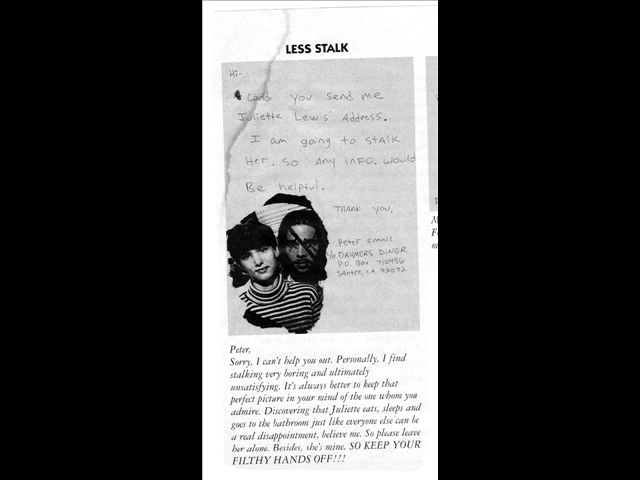 LESS STALK
Hi-
Could you send me
Juliette Lewis' Address.
I am going to STALK
Her. So Any INFO. would
Be helpful.
THANK YOU,
Peter Small
c/o DAHMERS DINER
P.O. Box 710456
SANTEE, CA 92072
Peter,
Sorry, I can't help you out. Personally, I find
stalking very boring and ultimately
unsatisfying. It's always better to keep that
perfect picture in your mind of the one whom you
admire. Discovering that Juliette eats, sleeps and
goes to the bathroom just like everyone else can be
a real disappointment, believe me. So please leave
her alone. Besides, she's mine. SO KEEP YOUR
FILTHY HANDS OFF!!!